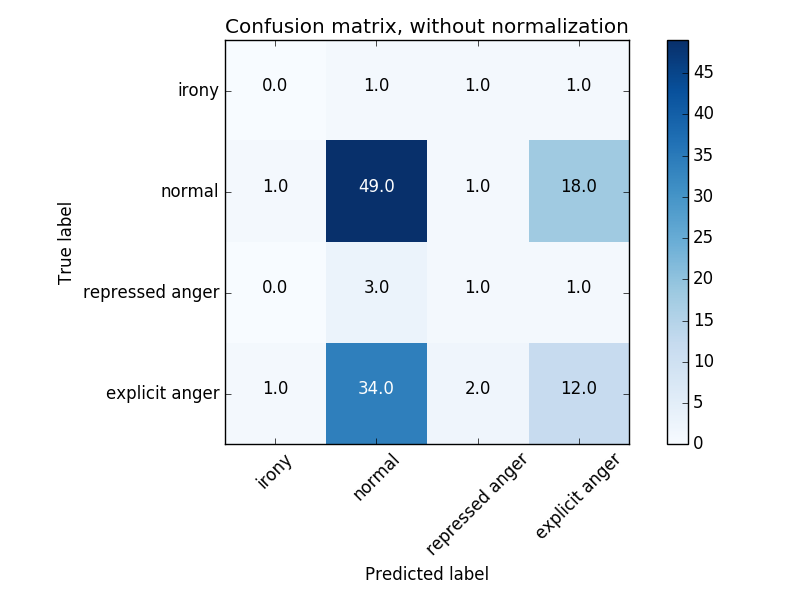 Confusion matrix, without normalization
irony 0.0 1.0 1.0 1.0
normal 1.0 49.0 1.0 18.0
repressed anger 0.0 3.0 1.0 1.0
explicit anger 1.0 34.0 2.0 12.0
True label
irony normal repressed anger explicit anger
Predicted label
45
40
35
30
25
20
15
10
5
0